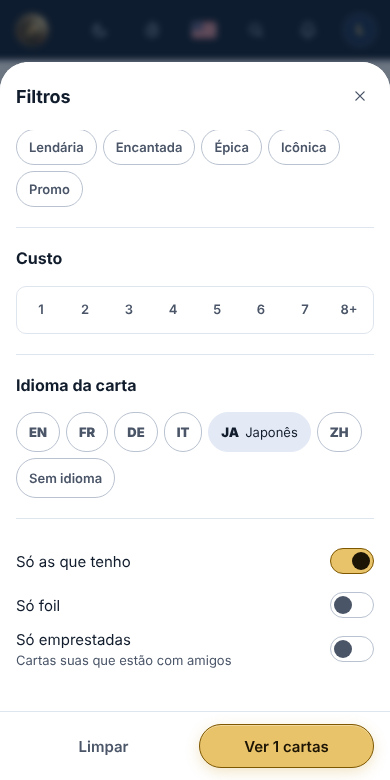 Filtros
Lendária Encantada Épica Icônica
Promo
Custo
1 2 3 4 5 6 7 8+
Idioma da carta
EN FR DE IT JA Japonês ZH
Sem idioma
Só as que tenho
Só foil
Só emprestadas
Cartas suas que estão com amigos
Limpar Ver 1 cartas